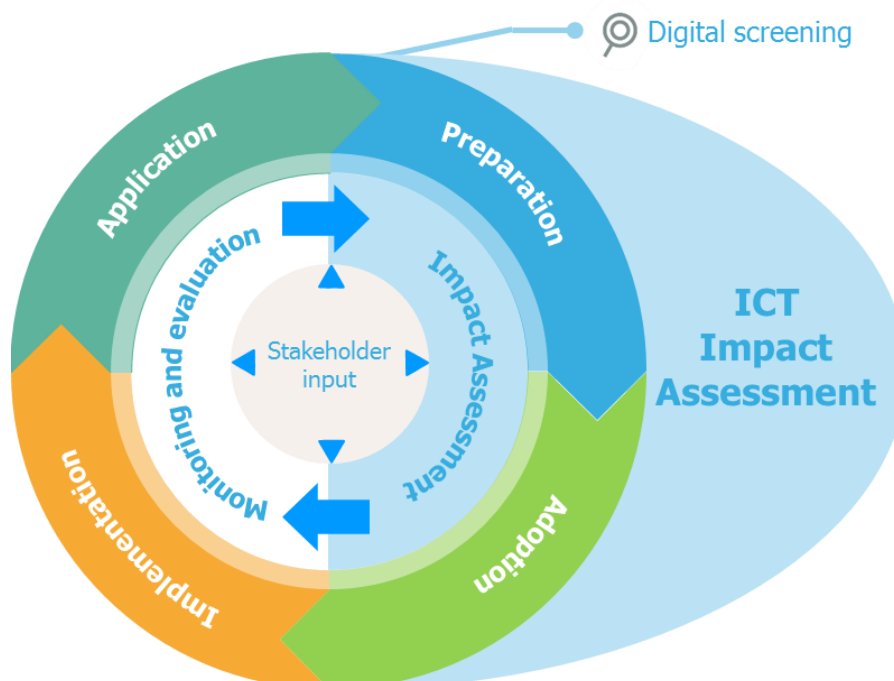 Digital screening
Application
Preparation
Monitoring and evaluation
Impact Assessment
Stakeholder
input
ICT
Impact
Assessment
Implementation
Adoption